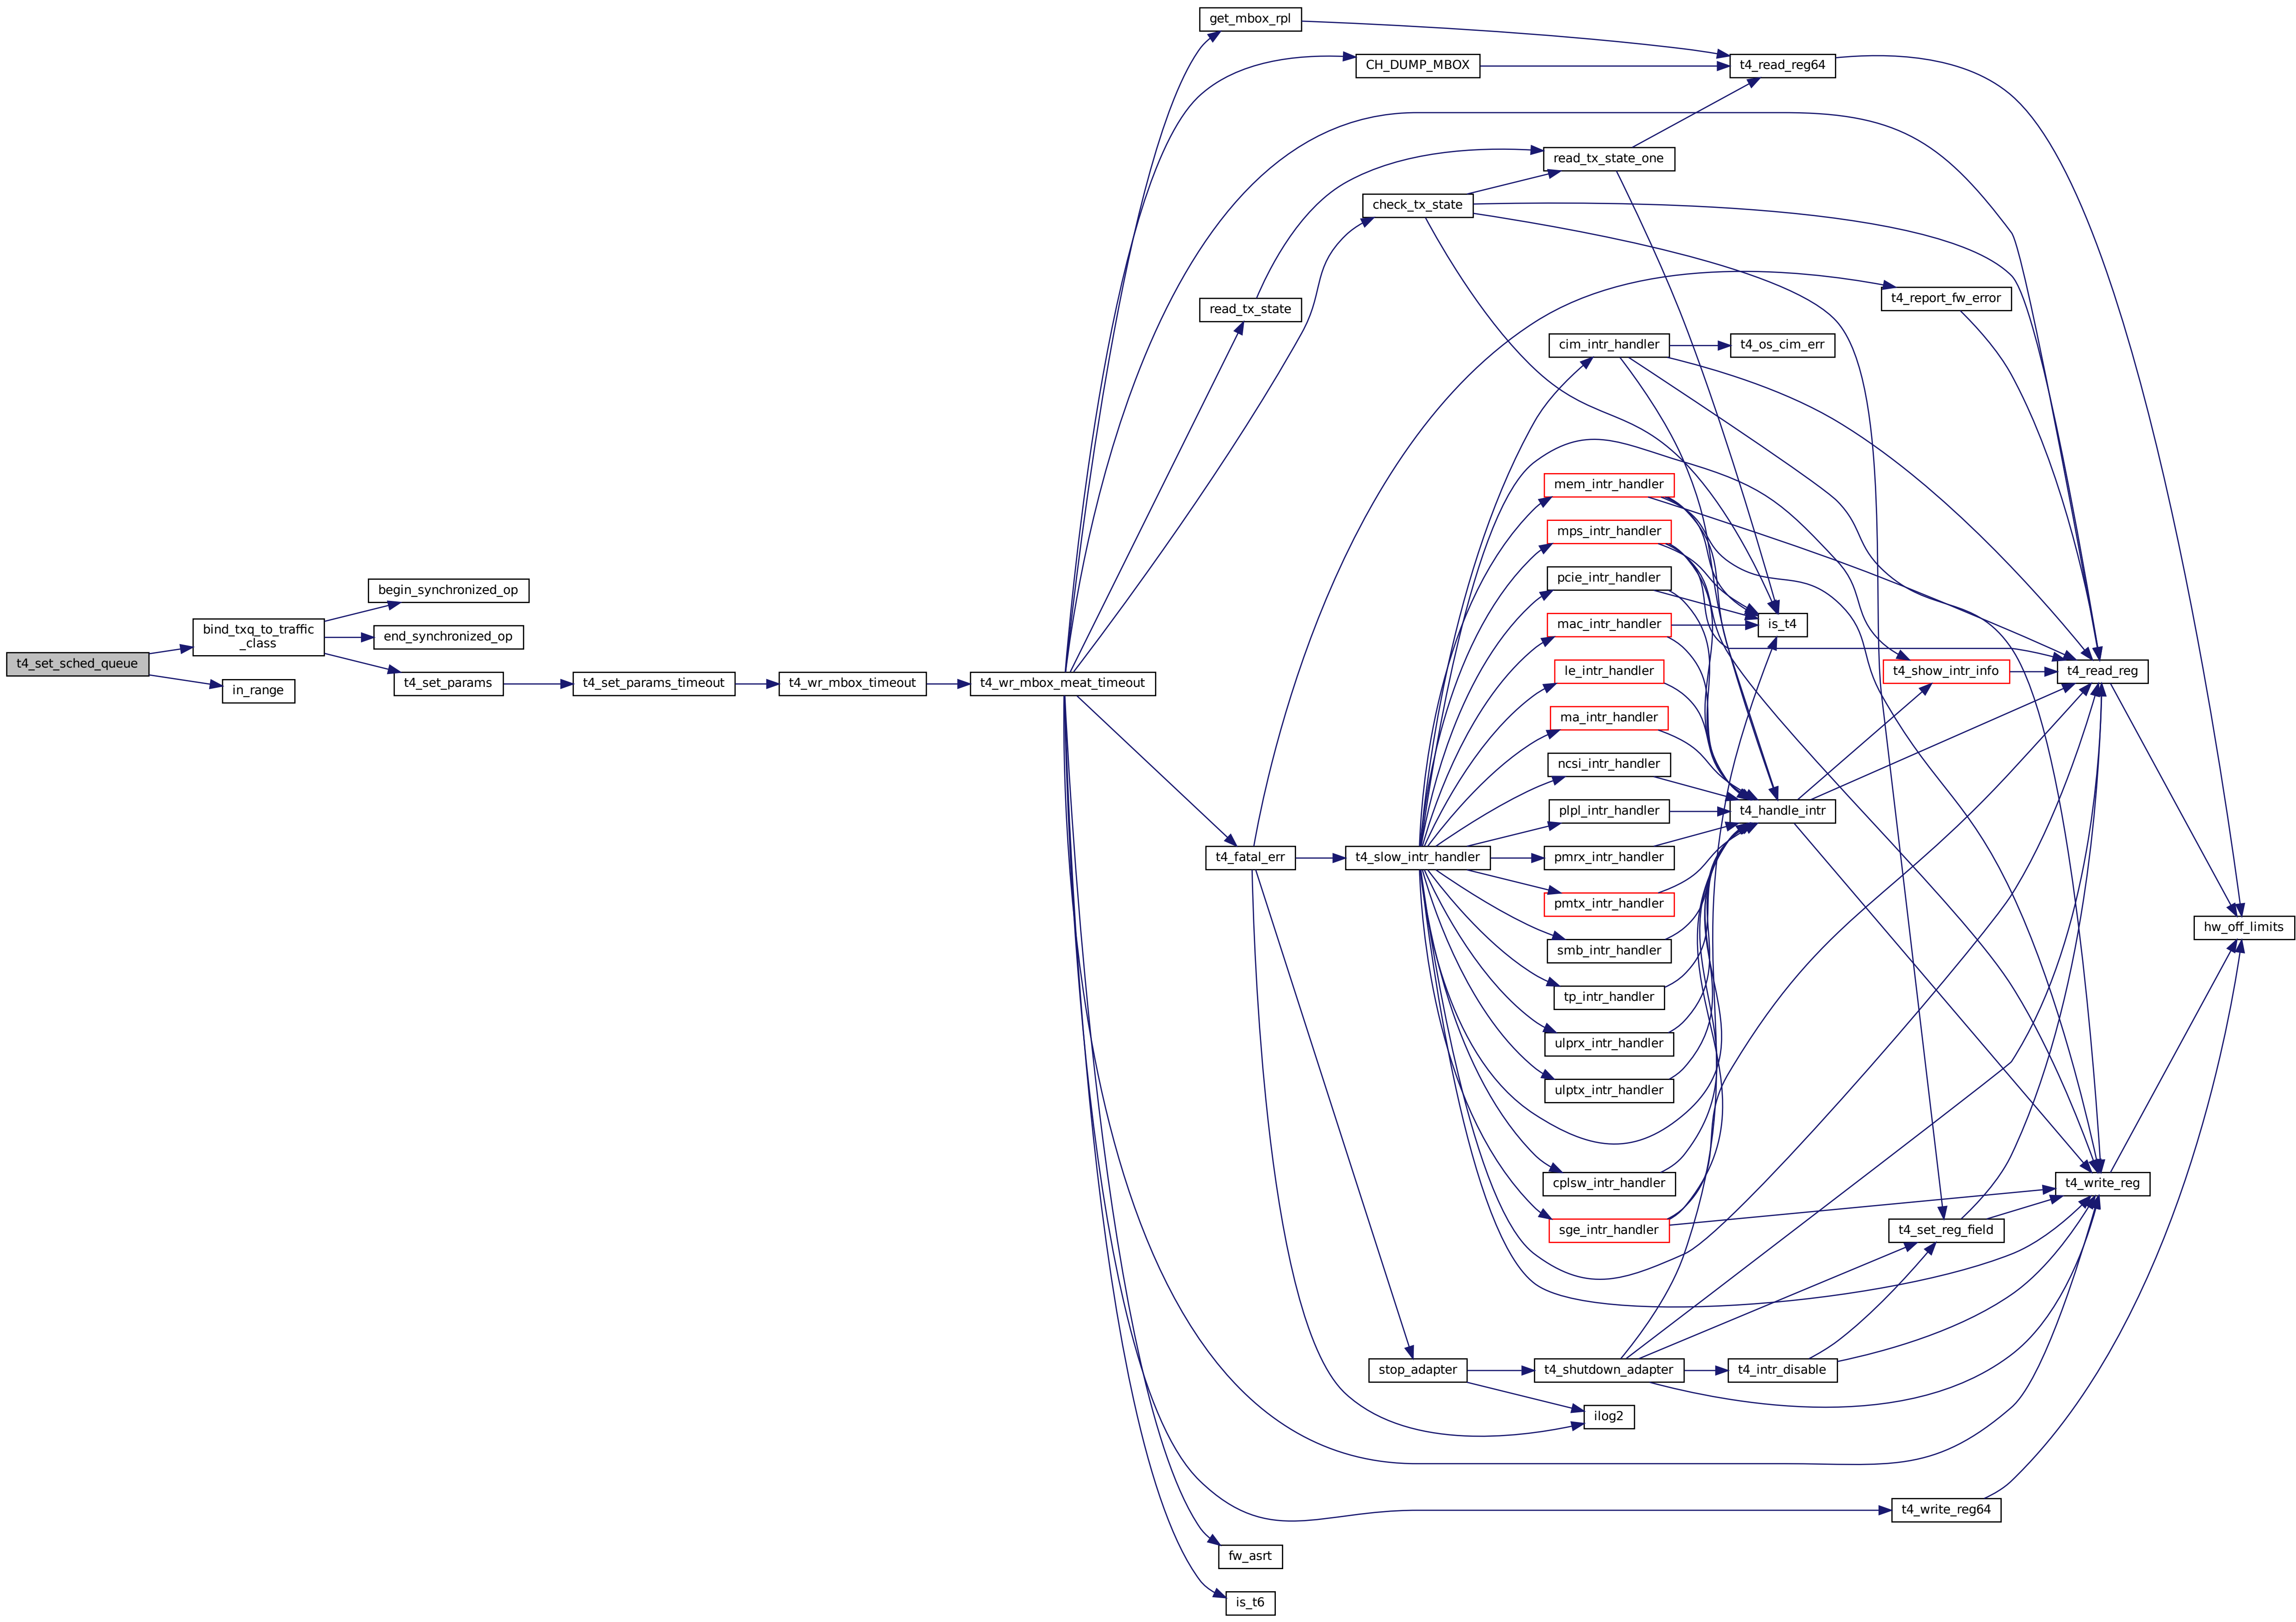 t4_set_sched_queue
bind_txq_to_traffic
_class
in_range
begin_synchronized_op
end_synchronized_op
t4_set_params
t4_set_params_timeout
t4_wr_mbox_timeout
t4_wr_mbox_meat_timeout
get_mbox_rpl
CH_DUMP_MBOX
t4_read_reg64
read_tx_state_one
check_tx_state
read_tx_state
t4_report_fw_error
cim_intr_handler
t4_os_cim_err
mem_intr_handler
mps_intr_handler
pcie_intr_handler
mac_intr_handler
is_t4
le_intr_handler
t4_show_intr_info
t4_read_reg
ma_intr_handler
ncsi_intr_handler
plpl_intr_handler
t4_handle_intr
t4_fatal_err
t4_slow_intr_handler
pmrx_intr_handler
pmtx_intr_handler
hw_off_limits
smb_intr_handler
tp_intr_handler
ulprx_intr_handler
ulptx_intr_handler
cplsw_intr_handler
t4_write_reg
sge_intr_handler
t4_set_reg_field
stop_adapter
t4_shutdown_adapter
t4_intr_disable
ilog2
t4_write_reg64
fw_asrt
is_t6